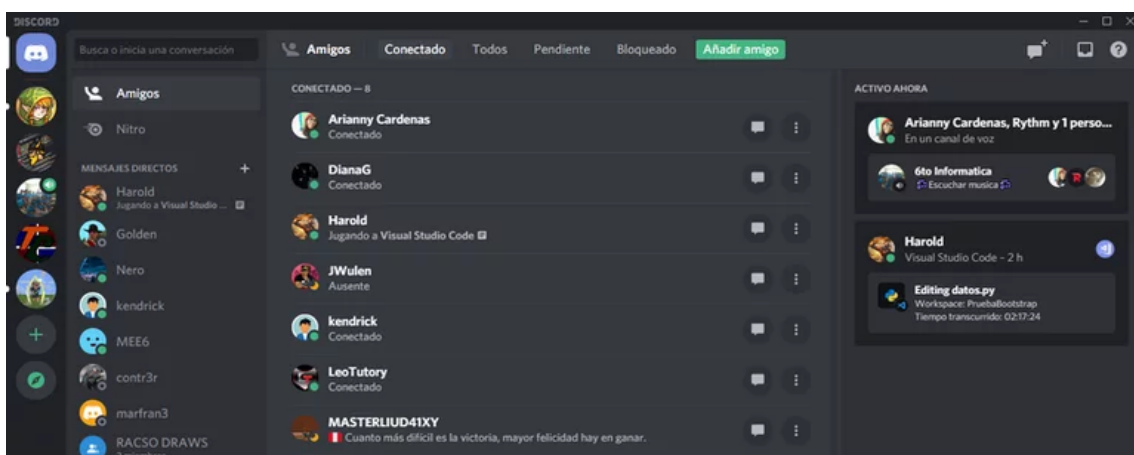 DISCORD
Busca o inicia una conversación
Amigos
Conectado
Todos
Pendiente
Bloqueado
Añadir amigo
Amigos
Nitro
MENSAJES DIRECTOS
Harold
Jugando a Visual Studio ...
Golden
Nero
kendrick
MEE6
contr3r
marfran3
RACSO DRAWS
CONECTADO — 8
Arianny Cardenas
Conectado
DianaG
Conectado
Harold
Jugando a Visual Studio Code
JWulen
Ausente
kendrick
Conectado
LeoTutory
Conectado
MASTERLIUD41XY
Cuanto más difícil es la victoria, mayor felicidad hay en ganar.
ACTIVO AHORA
Arianny Cardenas, Rythm y 1 perso...
En un canal de voz
6to Informatica
Escuchar musica
Harold
Visual Studio Code – 2 h
Editing datos.py
Workspace: PruebaBootstrap
Tiempo transcurrido: 02:17:24